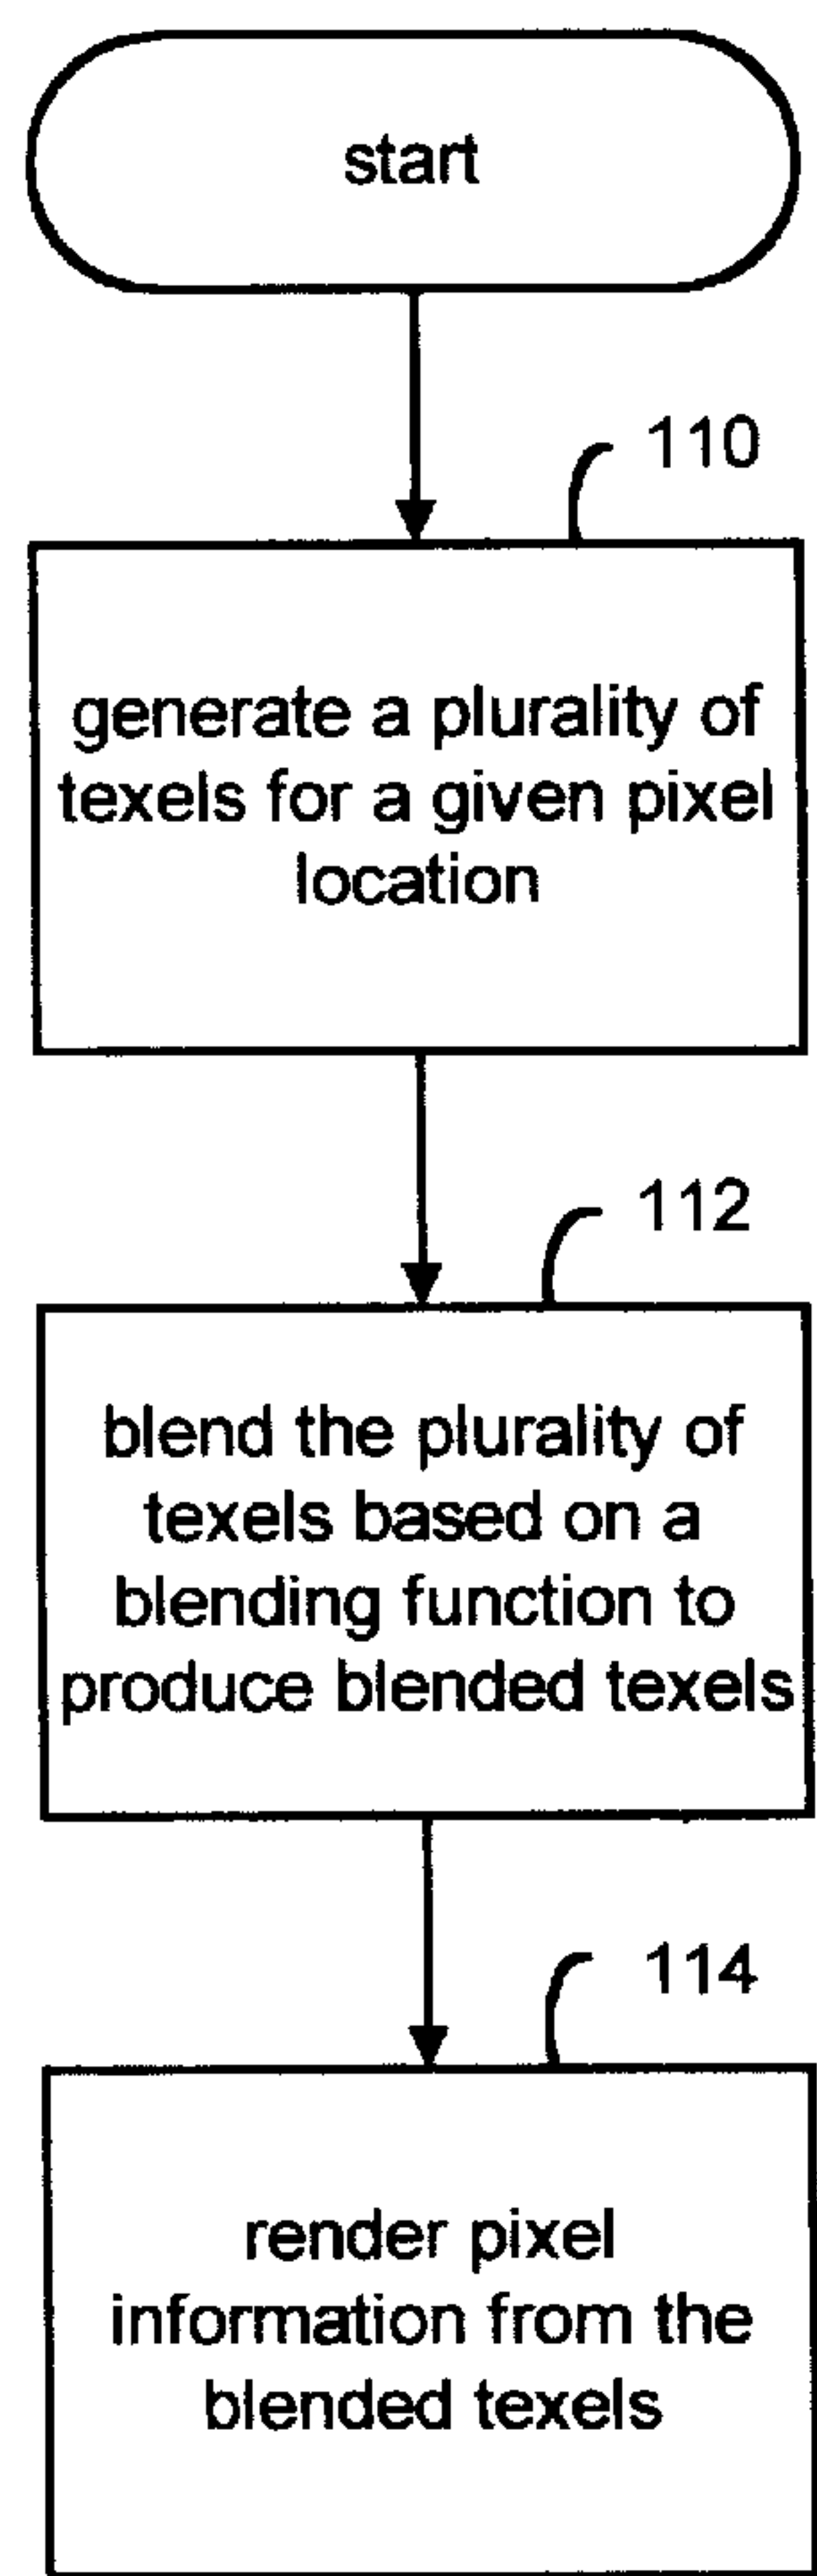 start
110
generate a plurality of
texels for a given pixel
location
112
blend the plurality of
texels based on a
blending function to
produce blended texels
114
render pixel
information from the
blended texels